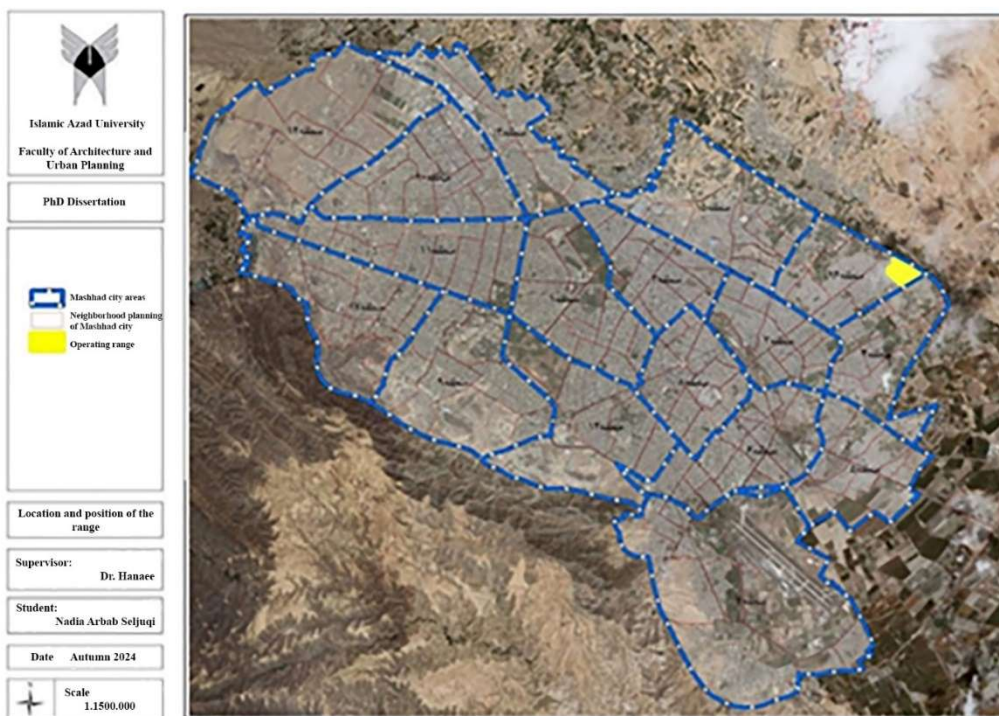 Islamic Azad University
Faculty of Architecture and
Urban Planning
PhD Dissertation
Mashhad city areas
Neighborhood planning
of Mashhad city
Operating range
Location and position of the
range
Supervisor:
Dr. Hanaee
Student:
Nadia Arbab Seljuqi
Date Autumn 2024
Scale
1.1500.000